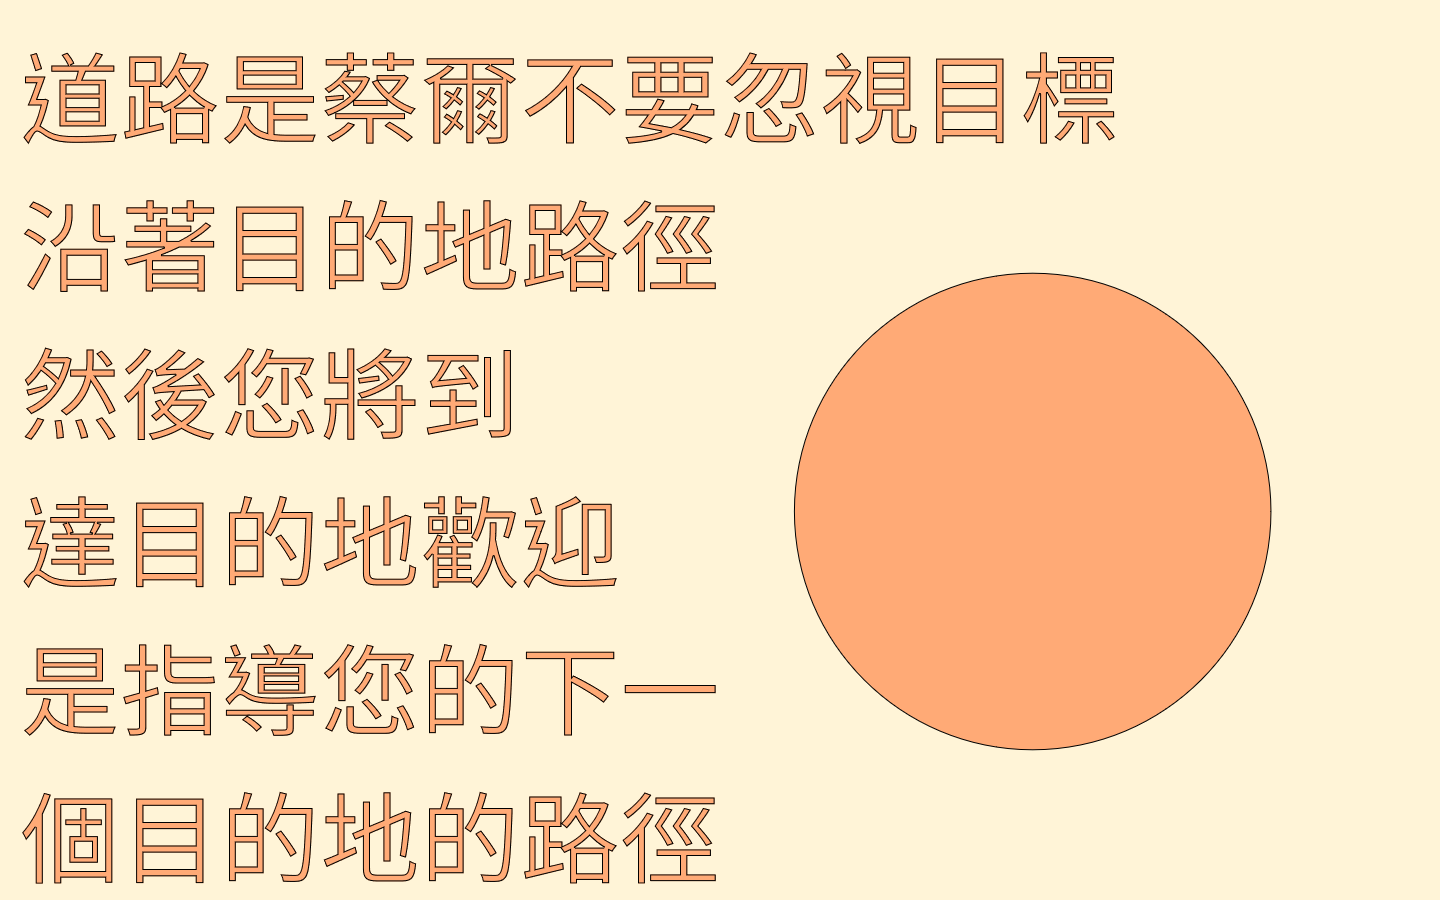 道路是蔡爾不要忽視目標
沿著目的地路徑
然後您將到
達目的地歡迎
是指導您的下一
個目的地的路徑